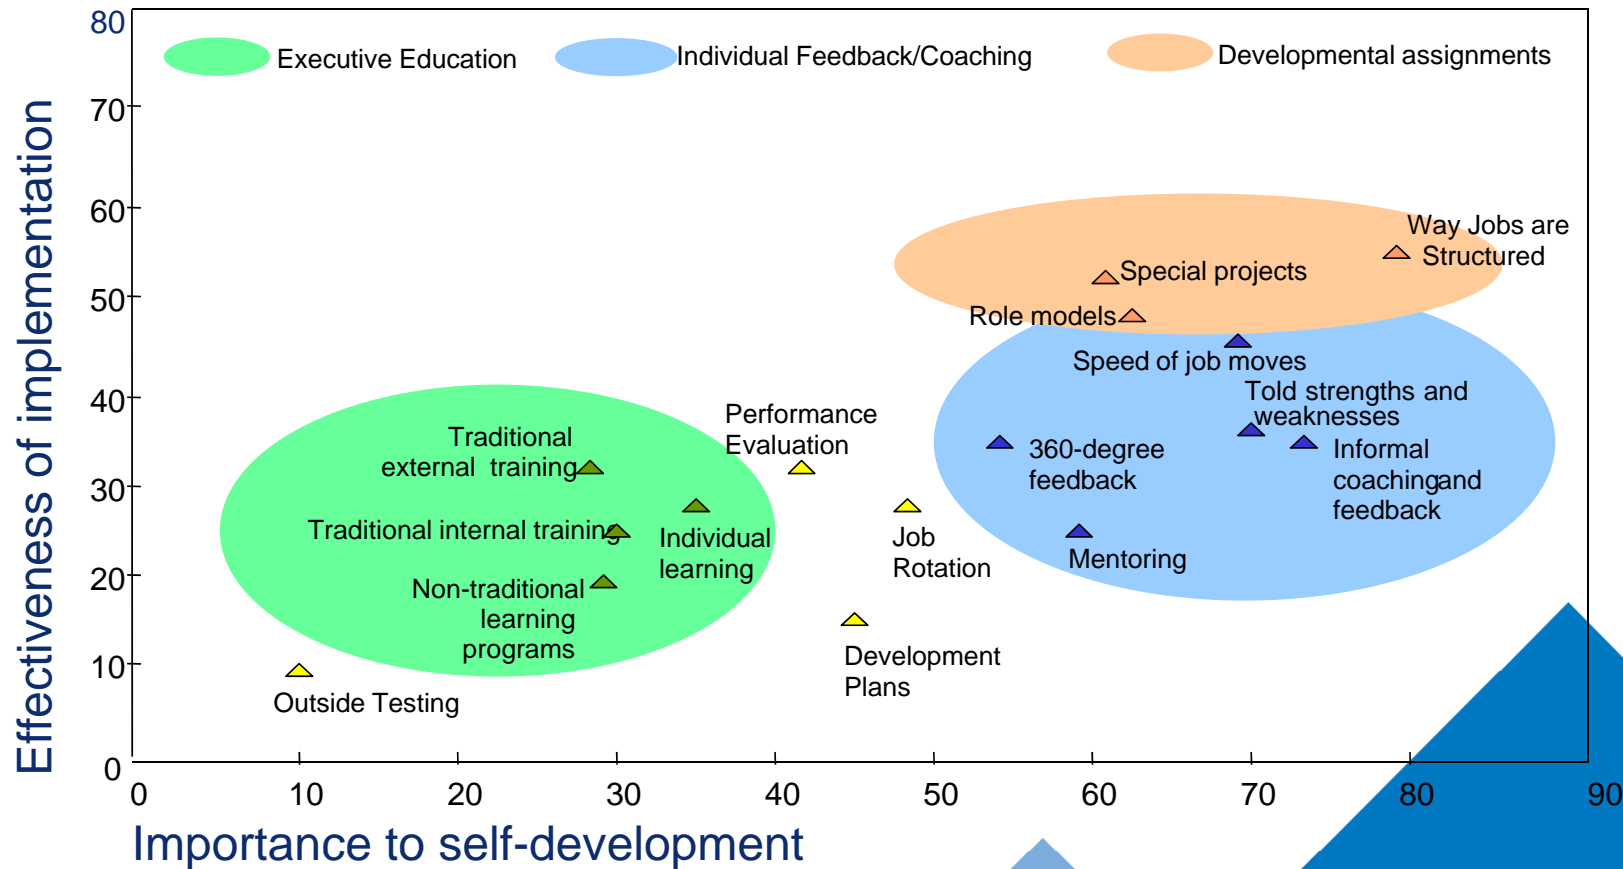 80
Executive Education
Individual Feedback/Coaching
Developmental assignments
70
60
50
40
30
20
10
0
Effectiveness of implementation
Way Jobs are
Structured
Special projects
Role models
Speed of job moves
Told strengths and
weaknesses
360-degree
feedback
Informal
coachingand
feedback
Mentoring
Performance
Evaluation
Traditional
external training
Traditional internal training
Individual
learning
Non-traditional
learning
programs
Job
Rotation
Development
Plans
Outside Testing
0 10 20 30 40 50 60 70 80 90
Importance to self-development